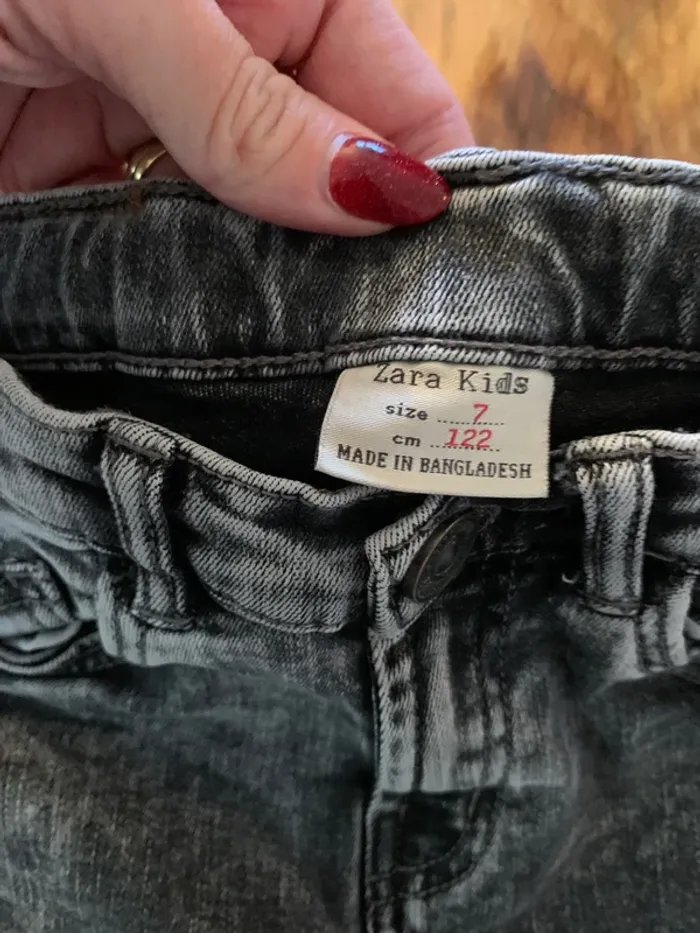 Zara Kids
size ....7....
cm ...122...
MADE IN BANGLADESH